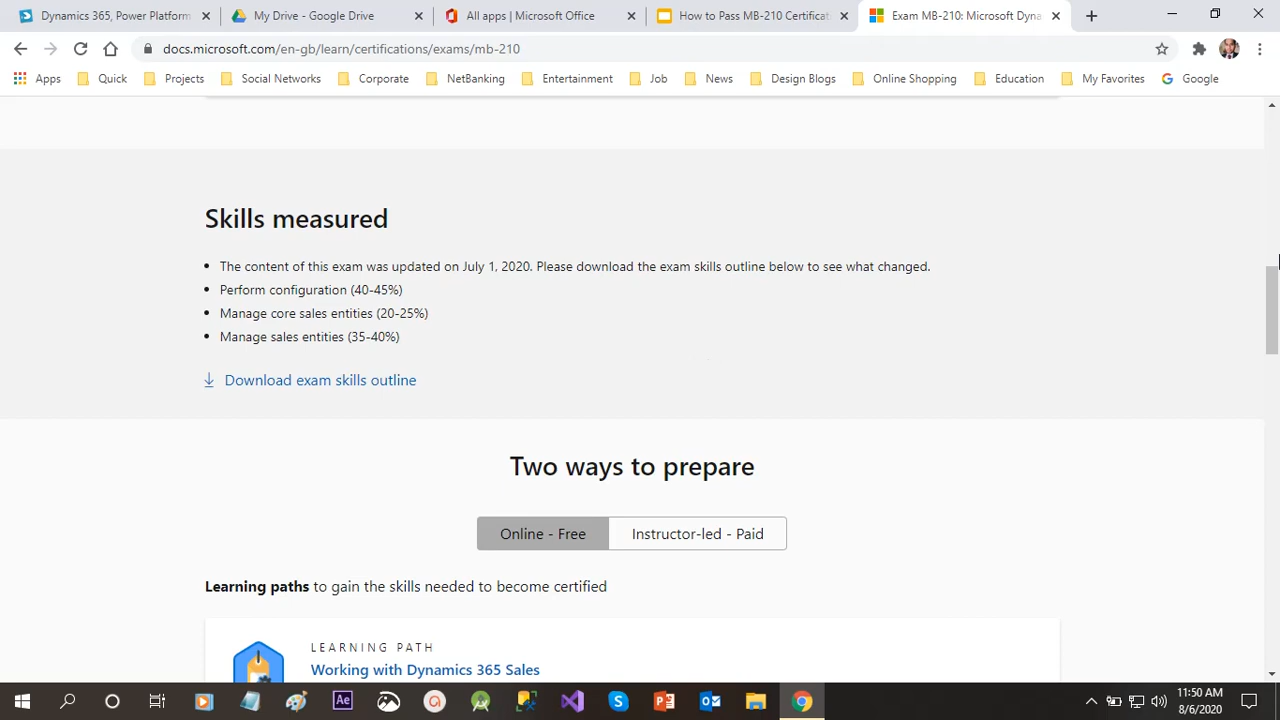 Dynamics 365, Power Platform
My Drive - Google Drive
All apps | Microsoft Office
How to Pass MB-210 Certificat
Exam MB-210: Microsoft Dyna
docs.microsoft.com/en-gb/learn/certifications/exams/mb-210
Apps
Quick
Projects
Social Networks
Corporate
NetBanking
Entertainment
Job
News
Design Blogs
Online Shopping
Education
My Favorites
Google
Skills measured
• The content of this exam was updated on July 1, 2020. Please download the exam skills outline below to see what changed.
• Perform configuration (40-45%)
• Manage core sales entities (20-25%)
• Manage sales entities (35-40%)
Download exam skills outline
Two ways to prepare
Online - Free
Instructor-led - Paid
Learning paths to gain the skills needed to become certified
LEARNING PATH
Working with Dynamics 365 Sales
Ae
11:50 AM
8/6/2020